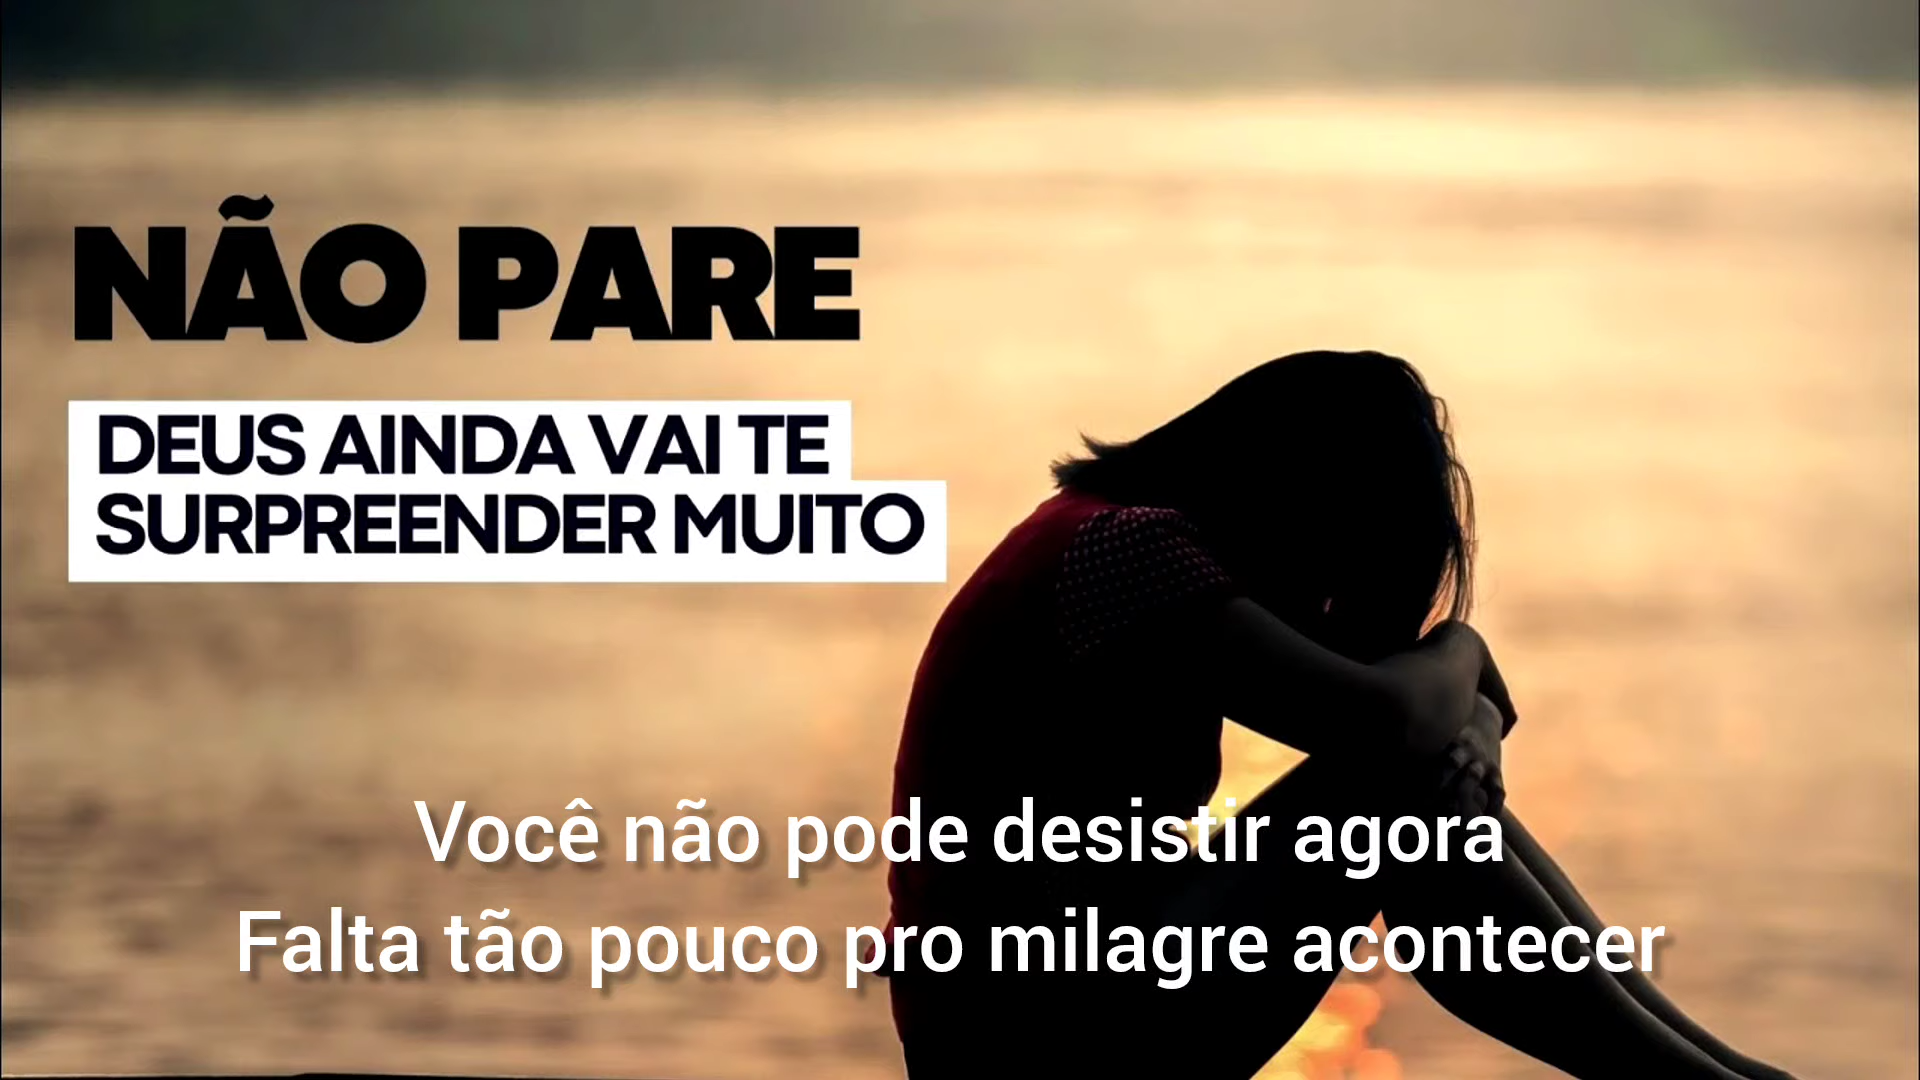 NÃO PARE
DEUS AINDA VAI TE
SURPREENDER MUITO
Você não pode desistir agora
Falta tão pouco pro milagre acontecer